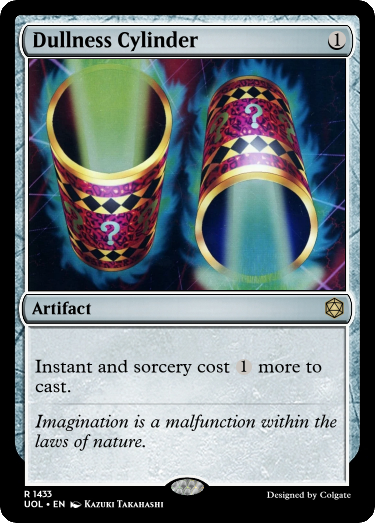 Dullness Cylinder 1
? ?
Artifact
Instant and sorcery cost 1 more to
cast.
Imagination is a malfunction within the
laws of nature.
R 1433
UOL • EN Kazuki Takahashi
Designed by Colgate